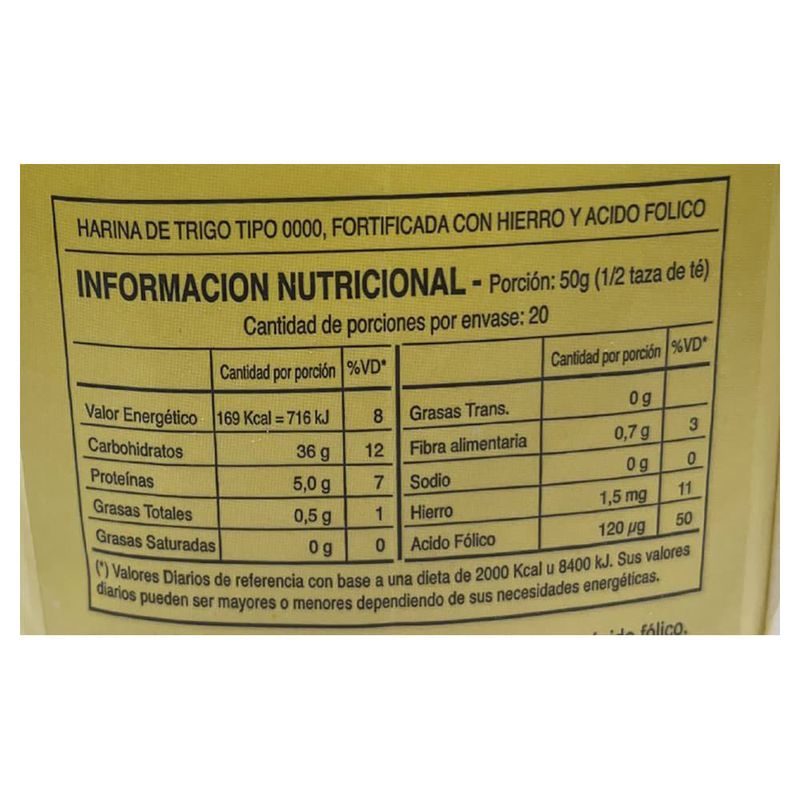 HARINA DE TRIGO TIPO 0000, FORTIFICADA CON HIERRO Y ACIDO FOLICO
INFORMACION NUTRICIONAL - Porción: 50g (1/2 taza de té)
Cantidad de porciones por envase: 20
Cantidad por porción %VD*
Valor Energético 169 Kcal = 716 kJ 8
Carbohidratos 36 g 12
Proteínas 5,0 g 7
Grasas Totales 0,5 g 1
Grasas Saturadas 0 g 0
Cantidad por porción %VD*
Grasas Trans. 0 g
Fibra alimentaria 0,7 g 3
Sodio 0 g 0
Hierro 1,5 mg 11
Acido Fólico 120 µg 50
(*) Valores Diarios de referencia con base a una dieta de 2000 Kcal u 8400 kJ. Sus valores
diarios pueden ser mayores o menores dependiendo de sus necesidades energéticas.
fólico.